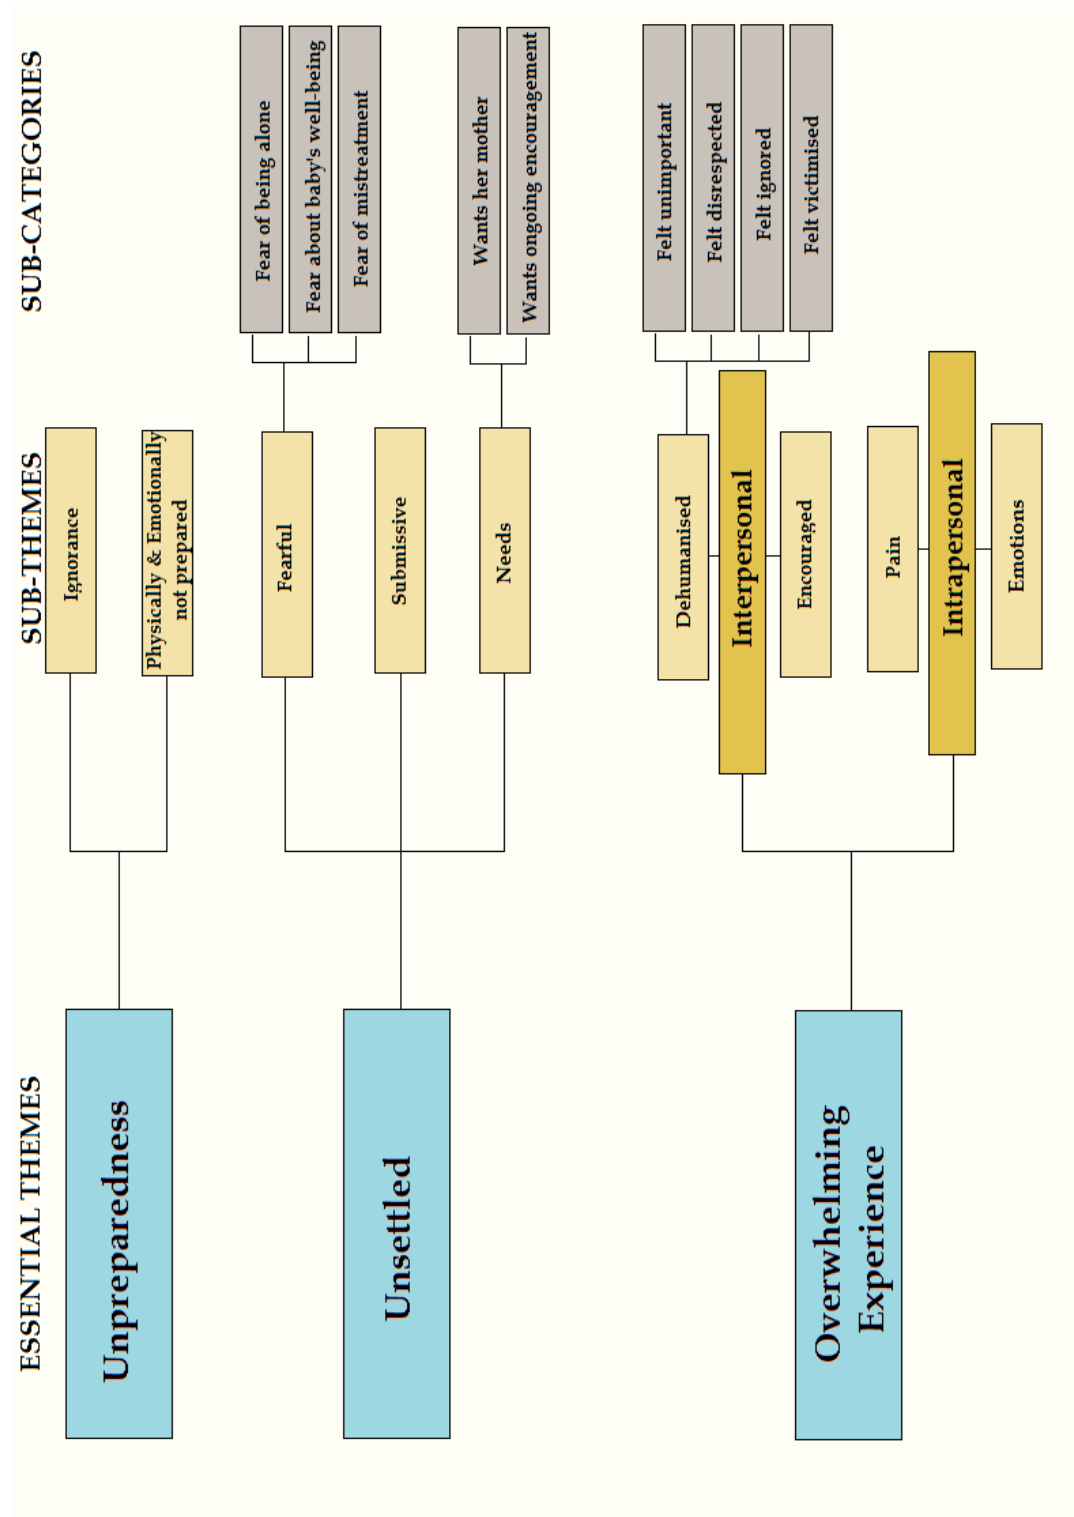 ESSENTIAL THEMES
SUB-THEMES
SUB-CATEGORIES
Unpreparedness
Ignorance
Physically & Emotionally
not prepared
Unsettled
Fearful
Fear of being alone
Fear about baby's well-being
Fear of mistreatment
Submissive
Needs
Wants her mother
Wants ongoing encouragement
Overwhelming
Experience
Dehumanised
Felt unimportant
Felt disrespected
Felt ignored
Felt victimised
Interpersonal
Encouraged
Pain
Intrapersonal
Emotions